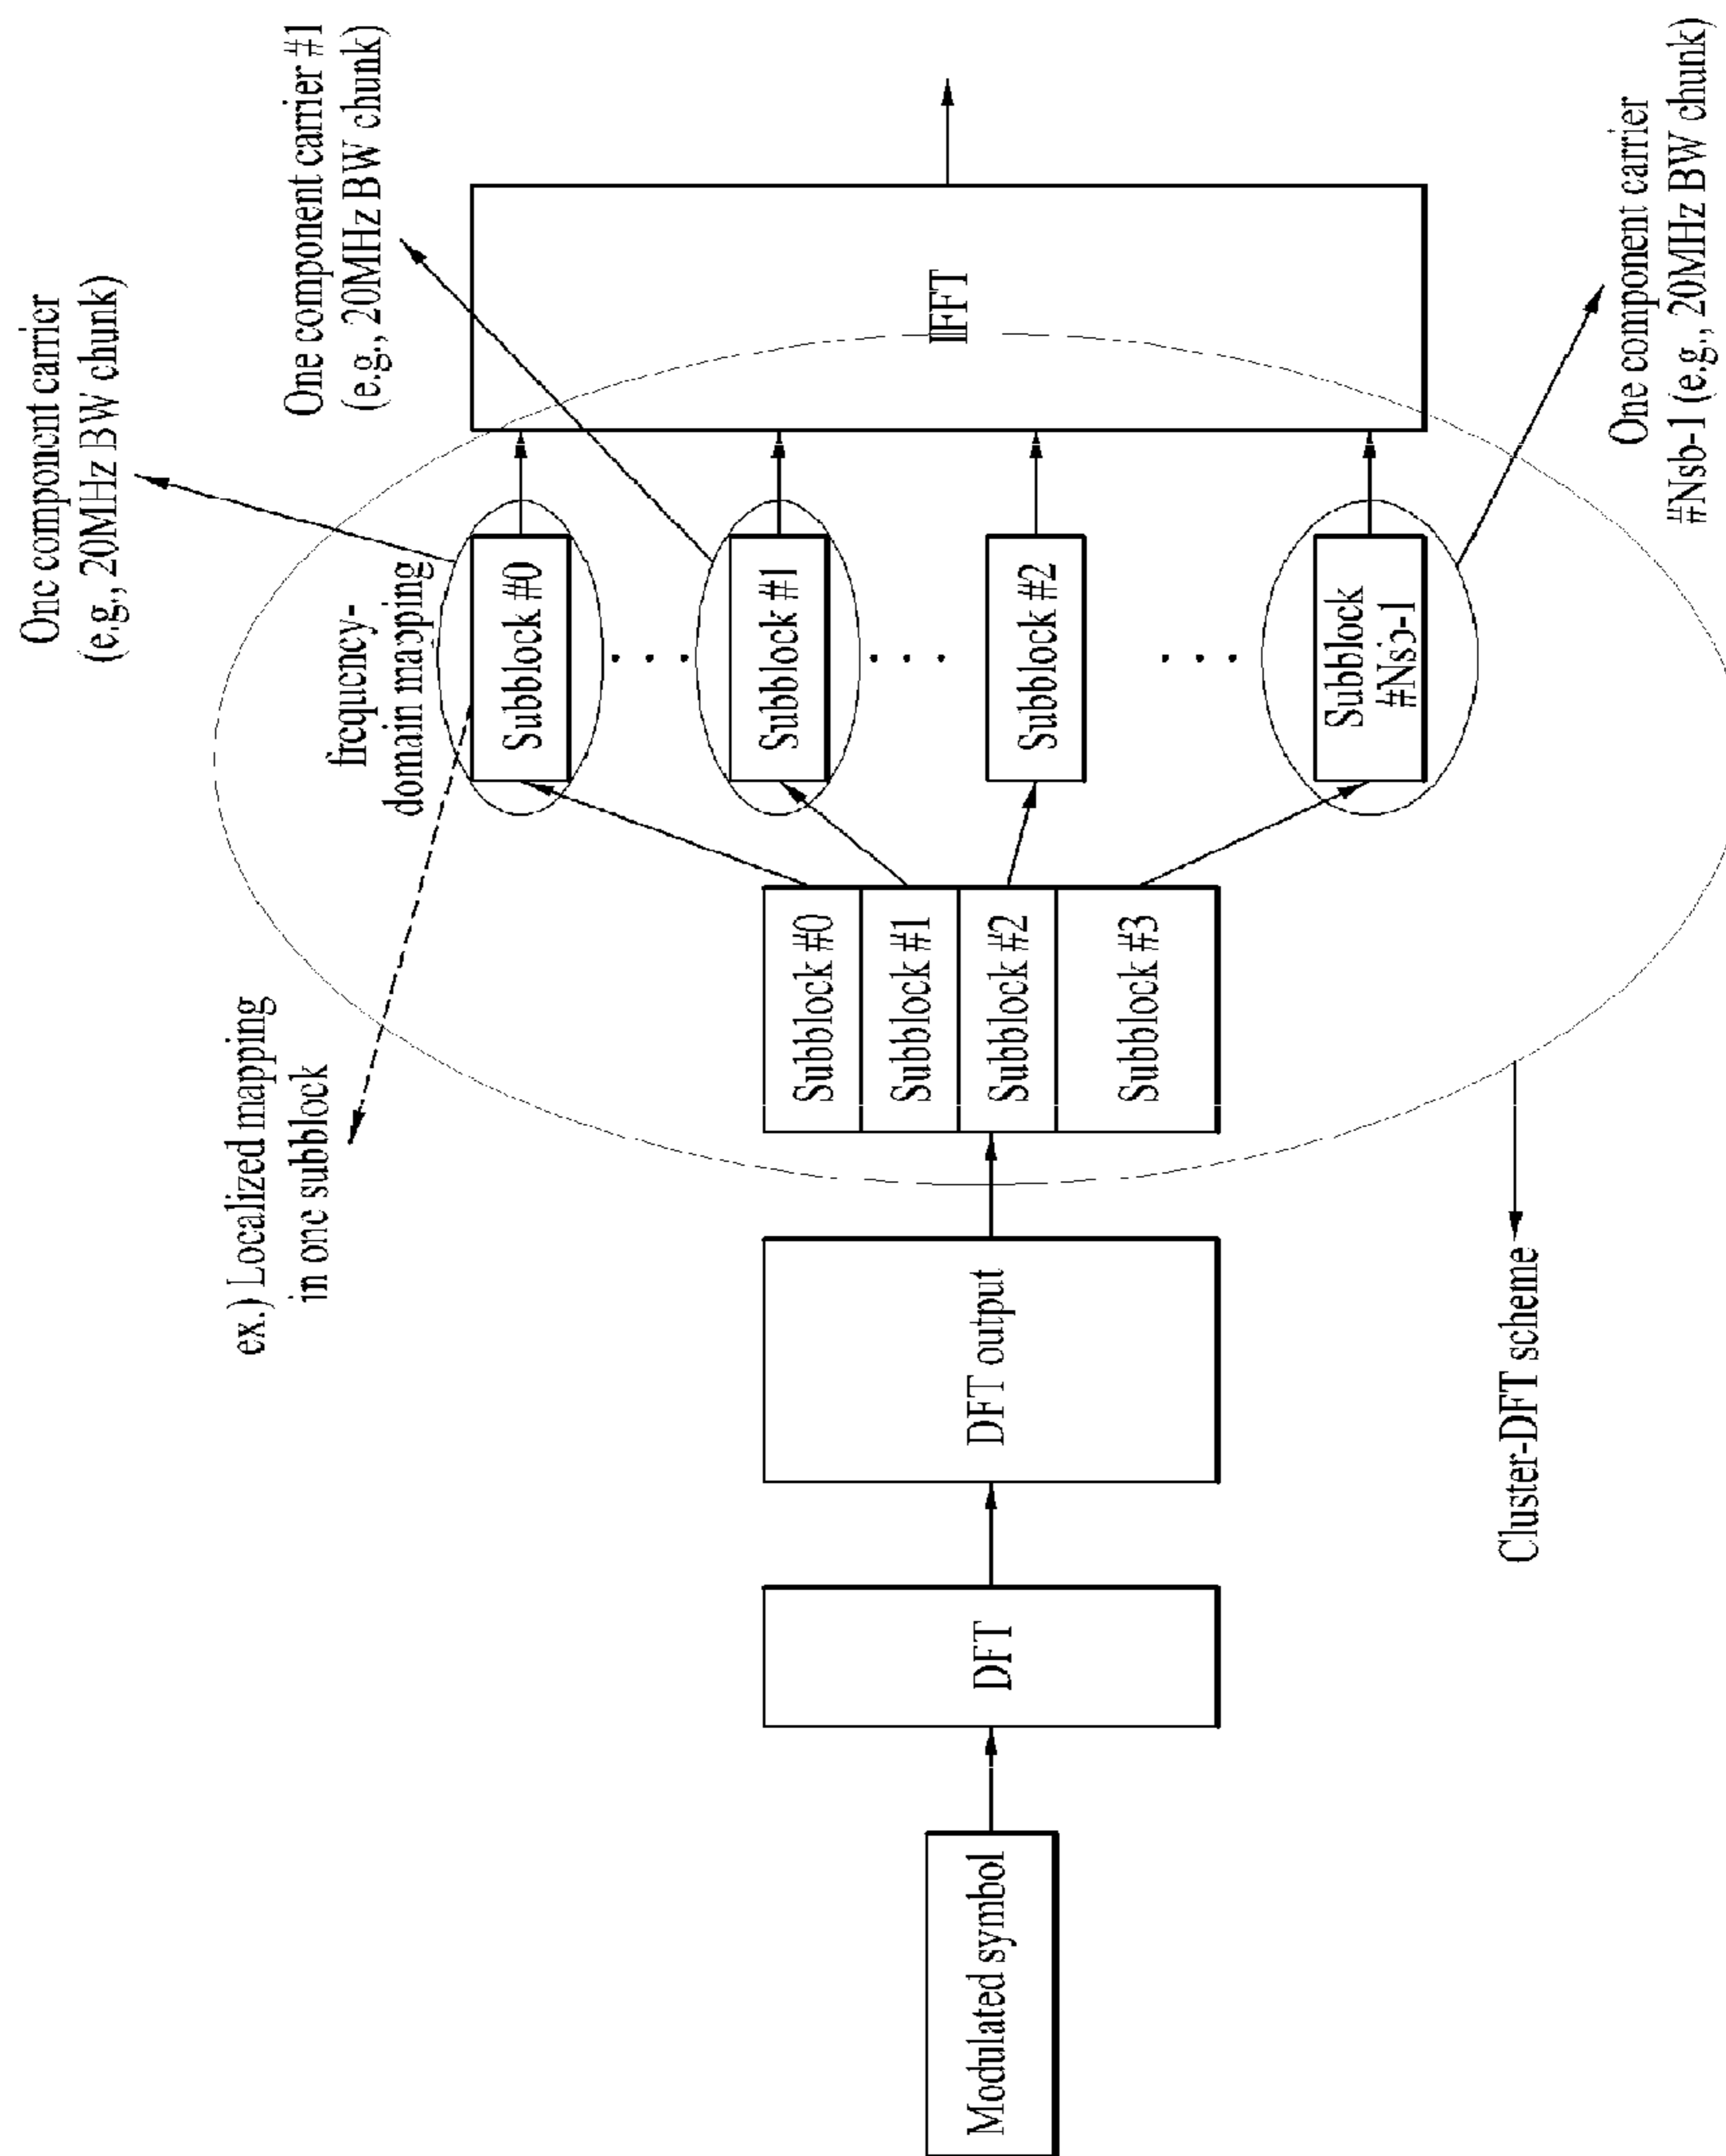 One component carrier
(e.g., 20MHz BW chunk)
One component carrier #1
(e.g., 20MHz BW chunk)
ex.) Localized mapping
in one subblock
frequency-
domain mapping
Modulated symbol
DFT
DFT output
Subblock #0
Subblock #1
Subblock #2
Subblock #3
Subblock #0
Subblock #1
Subblock #2
Subblock
#Nsb-1
IFFT
Cluster-DFT scheme
One component carrier
#Nsb-1 (e.g., 20MHz BW chunk)